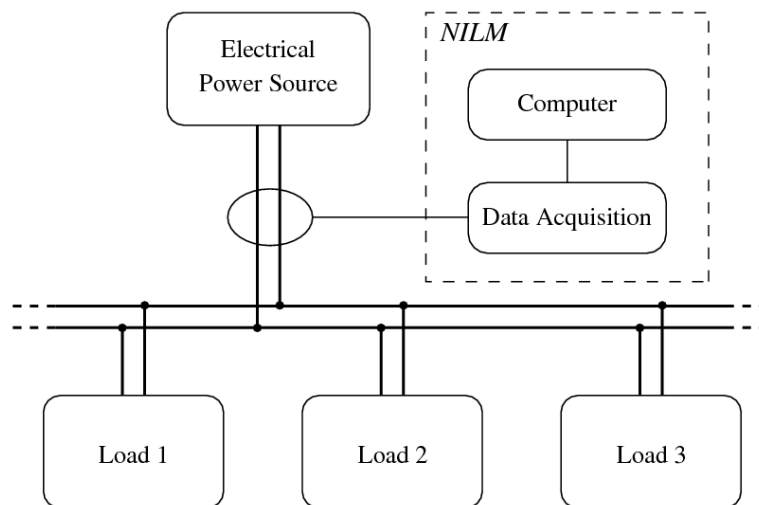 Electrical
Power Source
NILM
Computer
Data Acquisition
Load 1
Load 2
Load 3